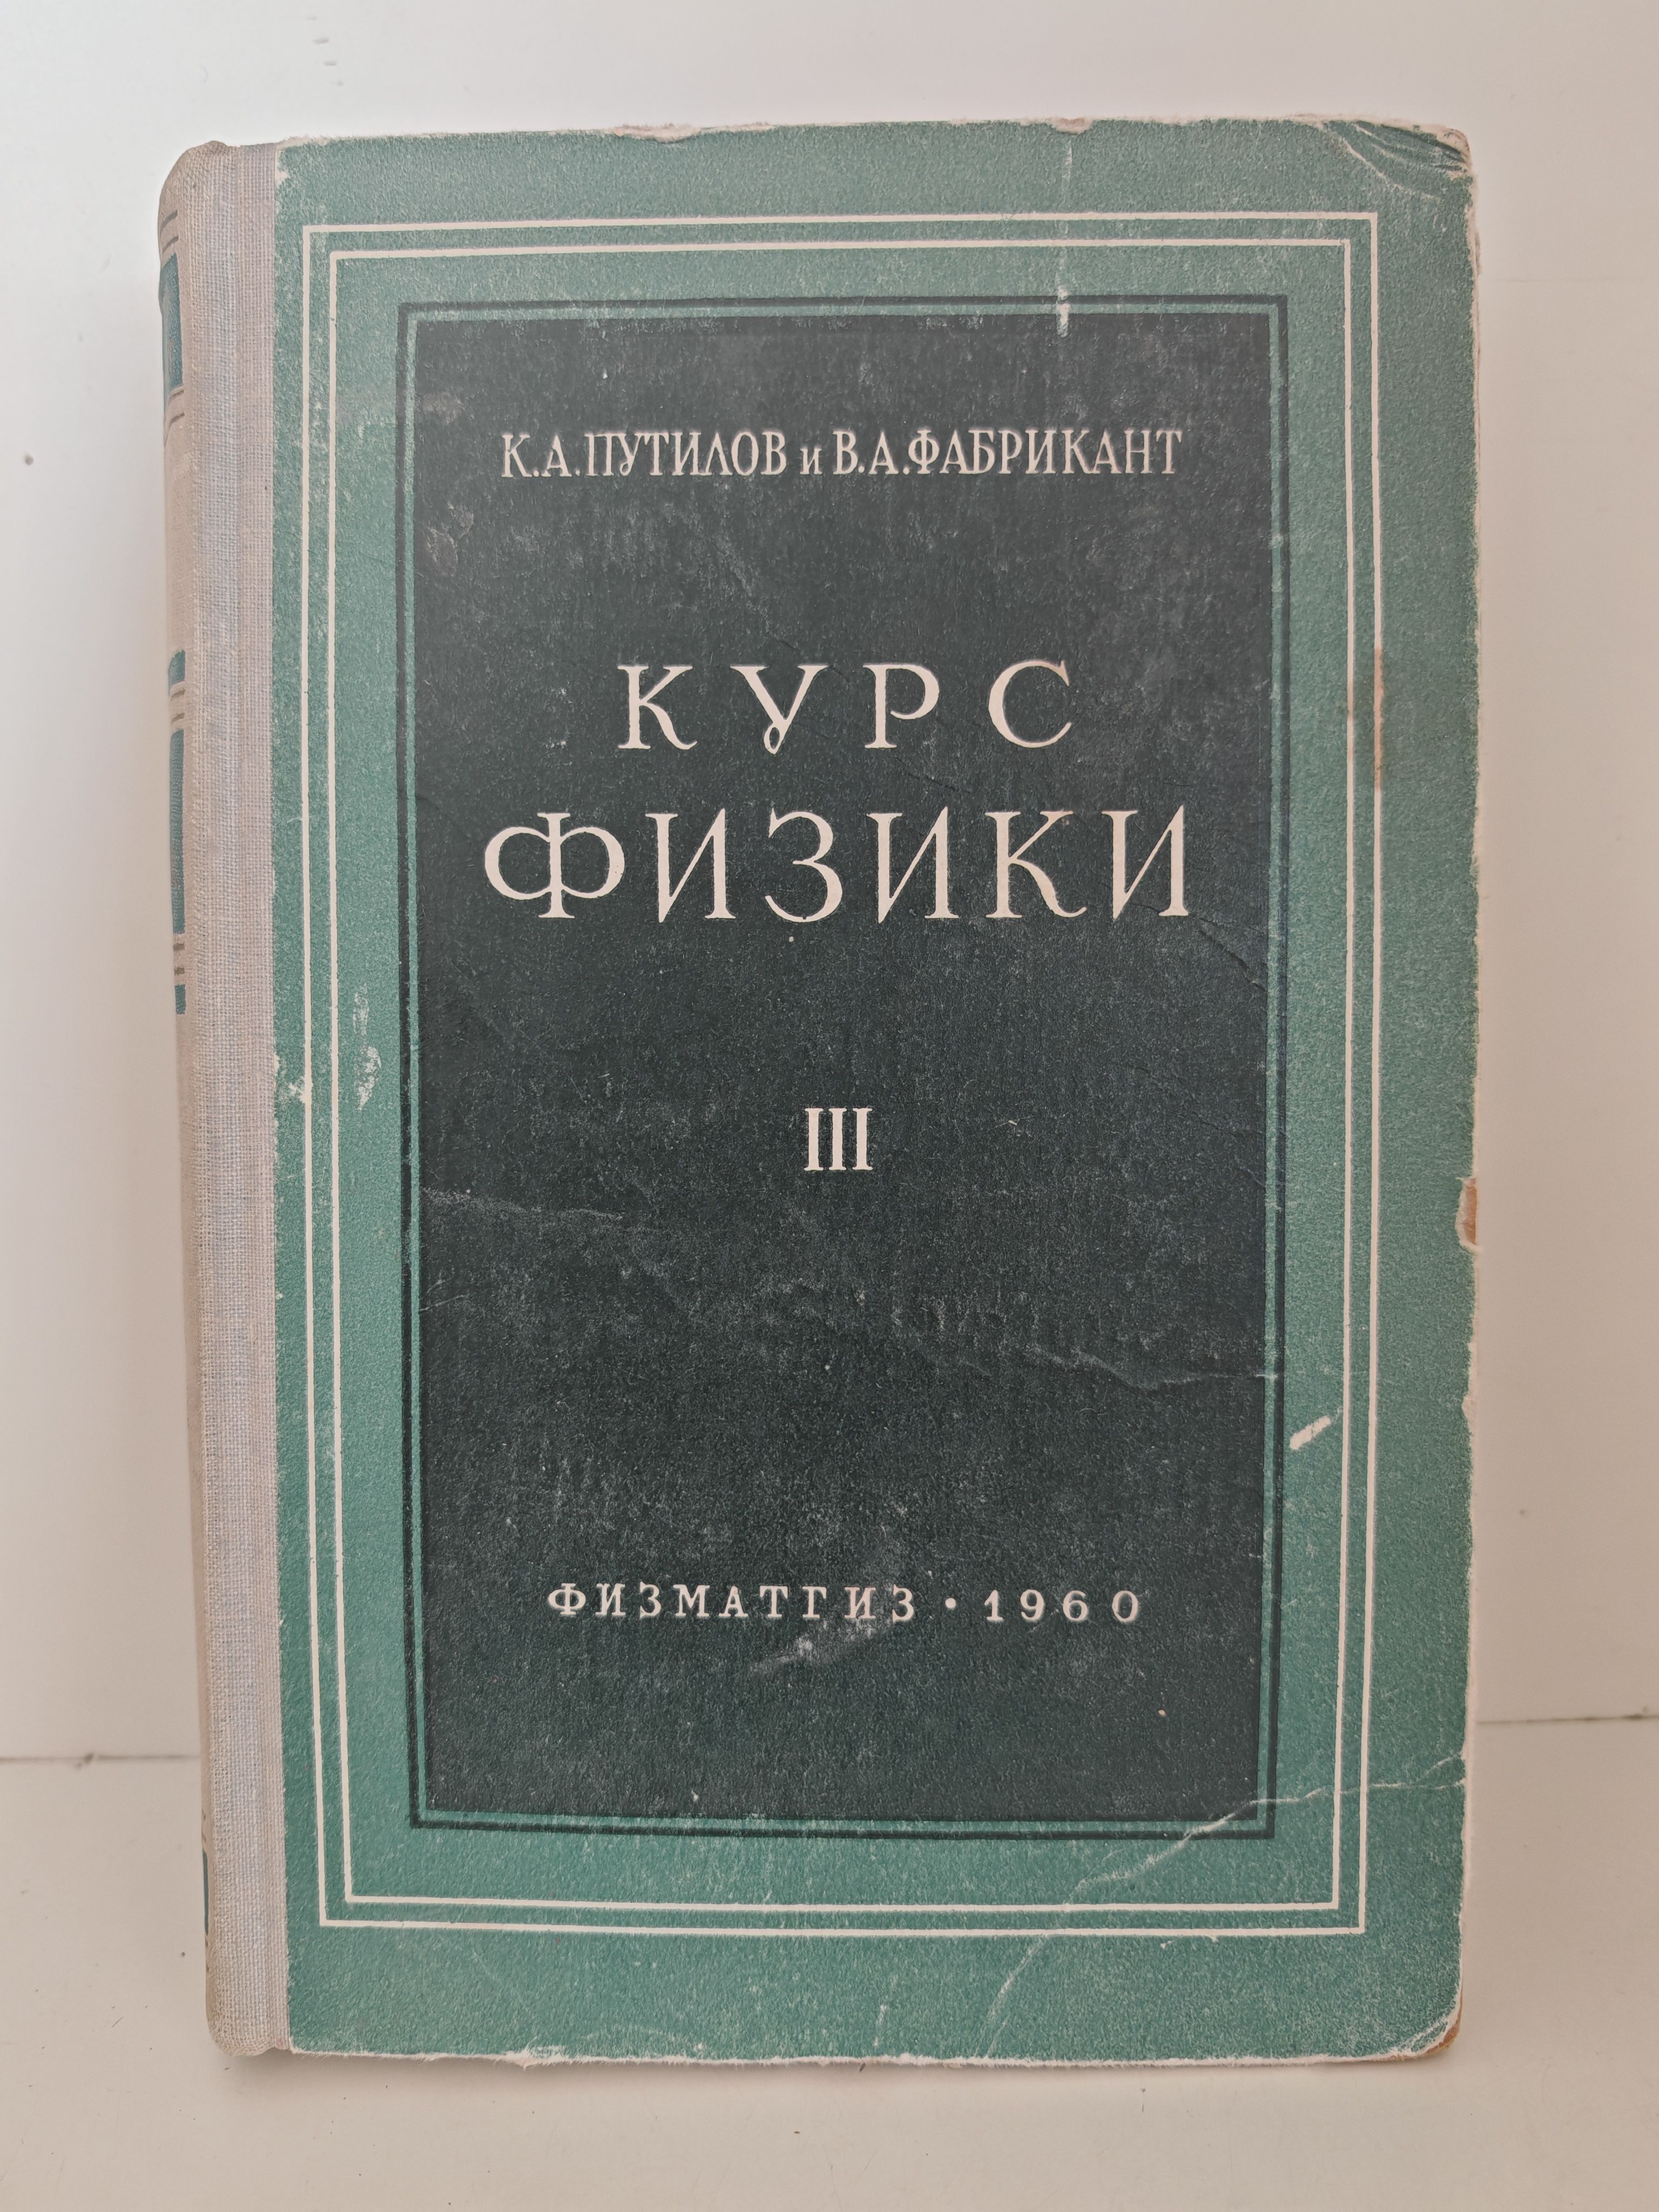 К.А.ПУТИЛОВ и В.А.ФАБРИКАНТ
КУРС
ФИЗИКИ
III
ФИЗМАТГИЗ • 1960